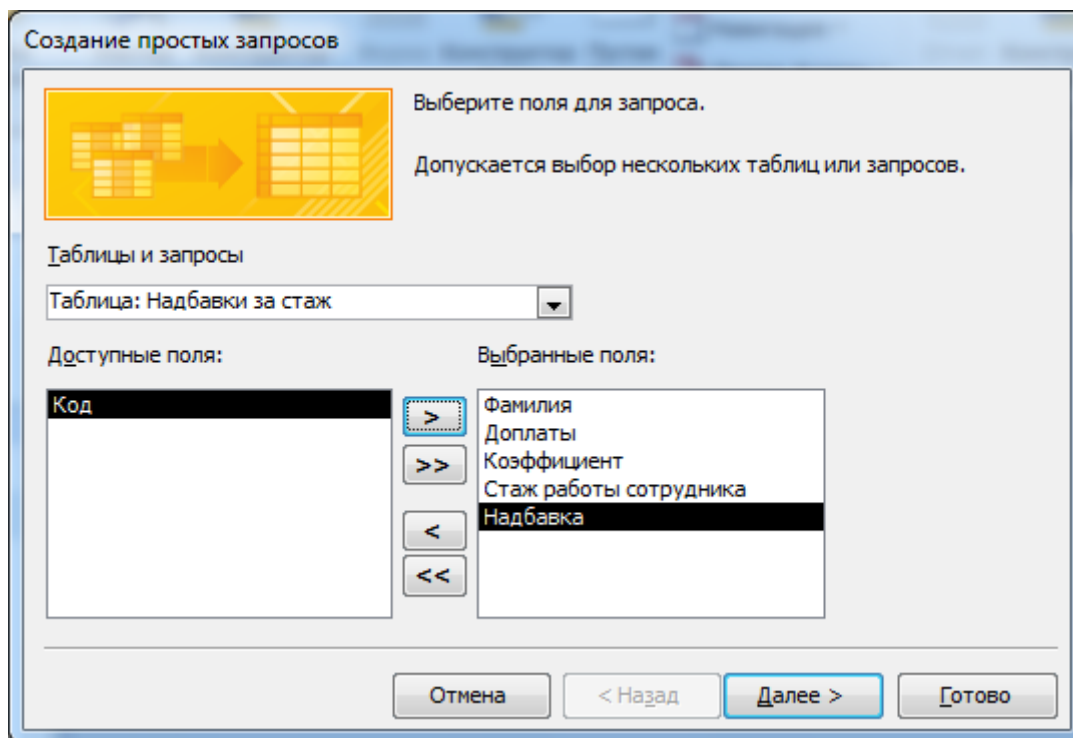 Создание простых запросов
Выберите поля для запроса.
Допускается выбор нескольких таблиц или запросов.
Таблицы и запросы
Таблица: Надбавки за стаж
Доступные поля:
Выбранные поля:
Код
>
>>
<
<<
Фамилия
Доплаты
Коэффициент
Стаж работы сотрудника
Надбавка
Отмена
< Назад
Далее >
Готово